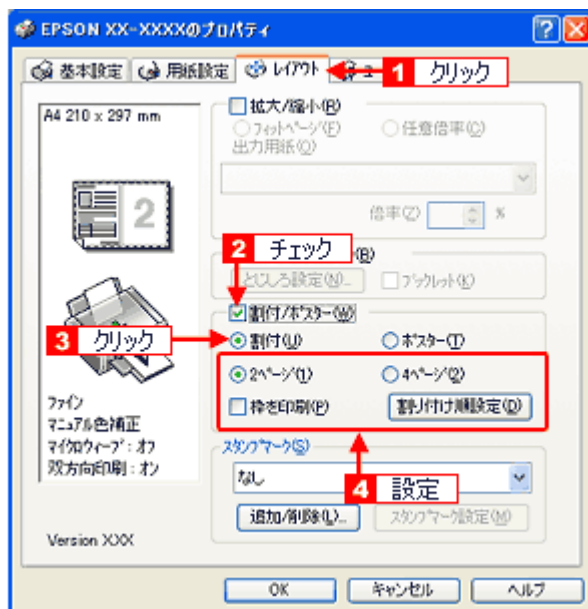 EPSON XX-XXXXのプロパティ
基本設定 用紙設定 レイアウト ユ
1 クリック
A4 210 x 297 mm
2
拡大/縮小(R)
フィットページ(F) 任意倍率(C)
出力用紙(O)
倍率(Z) %
2 チェック (B)
とじしろ設定(N)... ブックレット(K)
割付/ポスター(W)
3 クリック
割付(U) ポスター(T)
2ページ(1) 4ページ(2)
枠を印刷(P) 割り付け順設定(D)
ファイン
マニュアル色補正
マイクロウィーブ : オフ
双方向印刷 : オン
スタンプマーク(S)
なし
4 設定
追加/削除(L)... スタンプマーク設定(M)
Version XXX
OK キャンセル ヘルプ